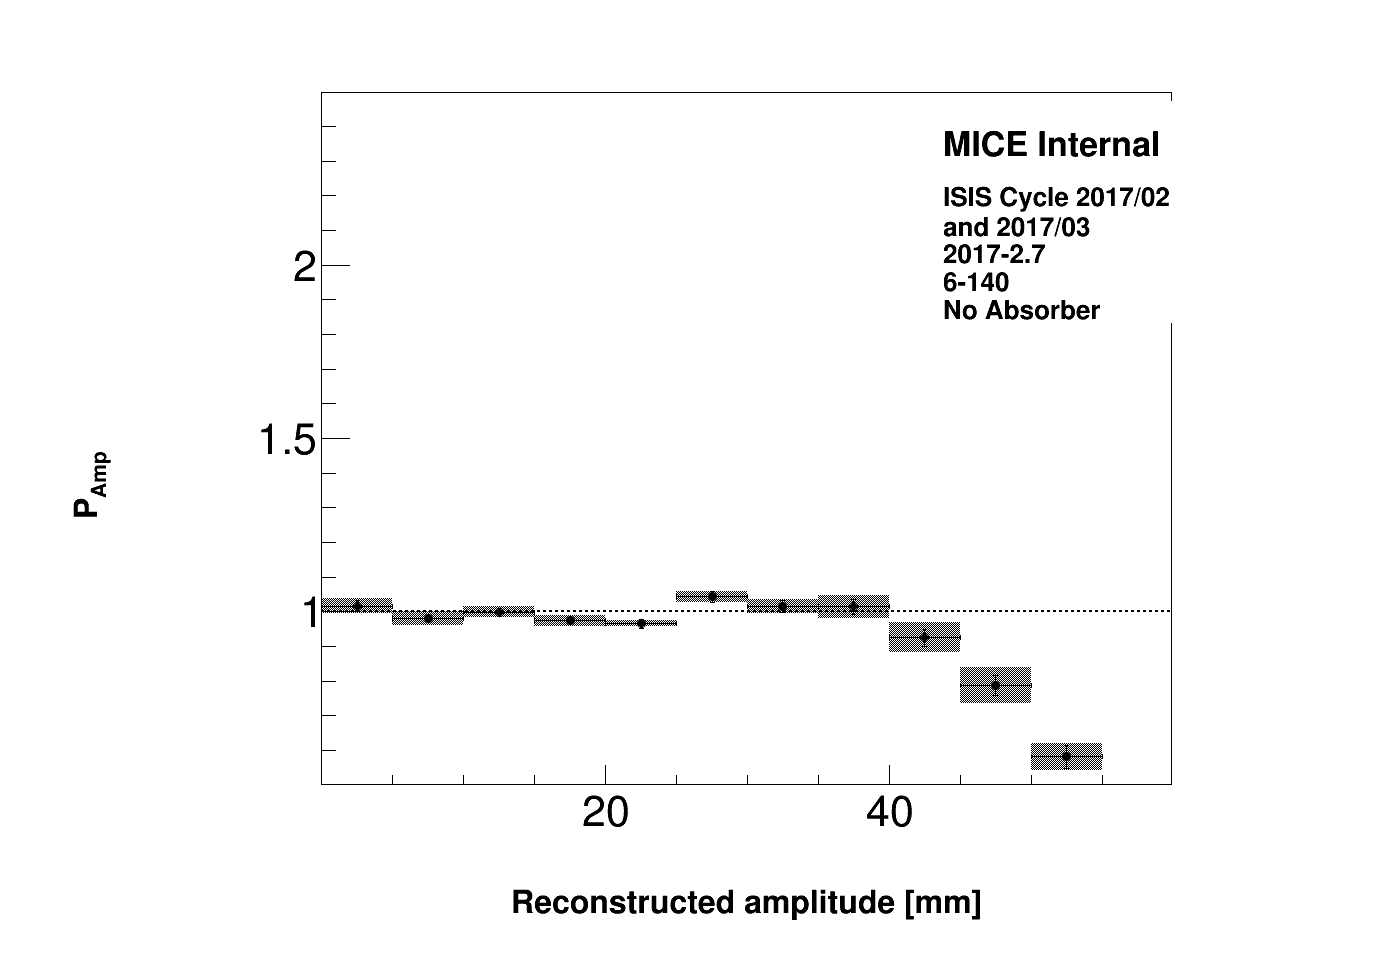 MICE Internal
ISIS Cycle 2017/02
and 2017/03
2017-2.7
6-140
No Absorber
2
1.5
1
P_Amp
20
40
Reconstructed amplitude [mm]